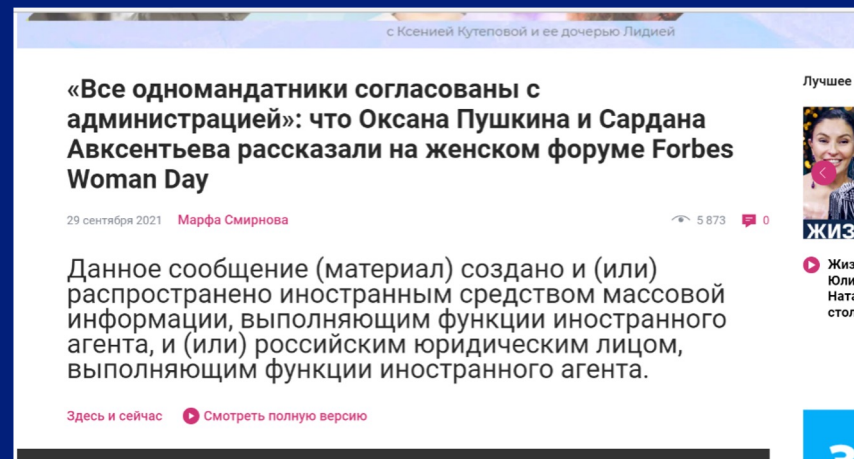 с Ксенией Кутеповой и ее дочерью Лидией
«Все одномандатники согласованы с
администрацией»: что Оксана Пушкина и Сардана
Авксентьева рассказали на женском форуме Forbes
Woman Day
29 сентября 2021 Марфа Смирнова 5 873 0
Данное сообщение (материал) создано и (или)
распространено иностранным средством массовой
информации, выполняющим функции иностранного
агента, и (или) российским юридическим лицом,
выполняющим функции иностранного агента.
Здесь и сейчас Смотреть полную версию
Лучшее
ЖИЗ
Жиз
Юли
Ната
стол